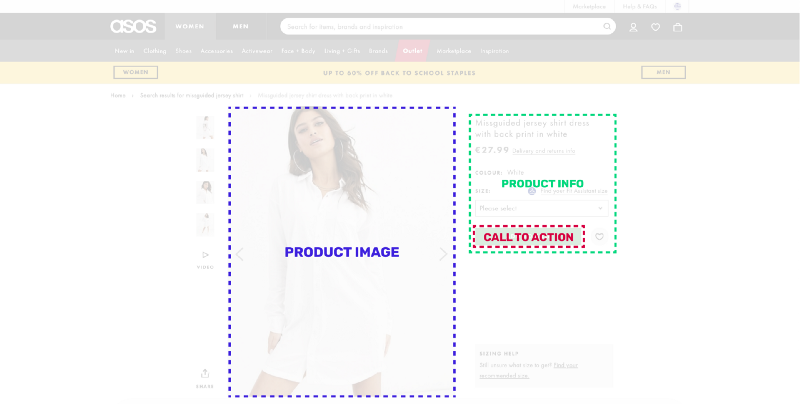 Marketplace Help & FAQs
asos WOMEN MEN Search for items, brands and inspiration
New in Clothing Shoes Accessories Activewear Face + Body Living + Gifts Brands Outlet Marketplace Inspiration
WOMEN UP TO 60% OFF BACK TO SCHOOL STAPLES MEN
Home Search results for missguided jersey shirt Missguided jersey shirt dress with back print in white
Missguided jersey shirt dress
with back print in white
€27.99 Delivery and returns info
COLOUR: White
PRODUCT INFO
SIZE: Find your Fit Assistant size
Please select
CALL TO ACTION
PRODUCT IMAGE
VIDEO
SIZING HELP
Still unsure what size to get? Find your
recommended size.
SHARE